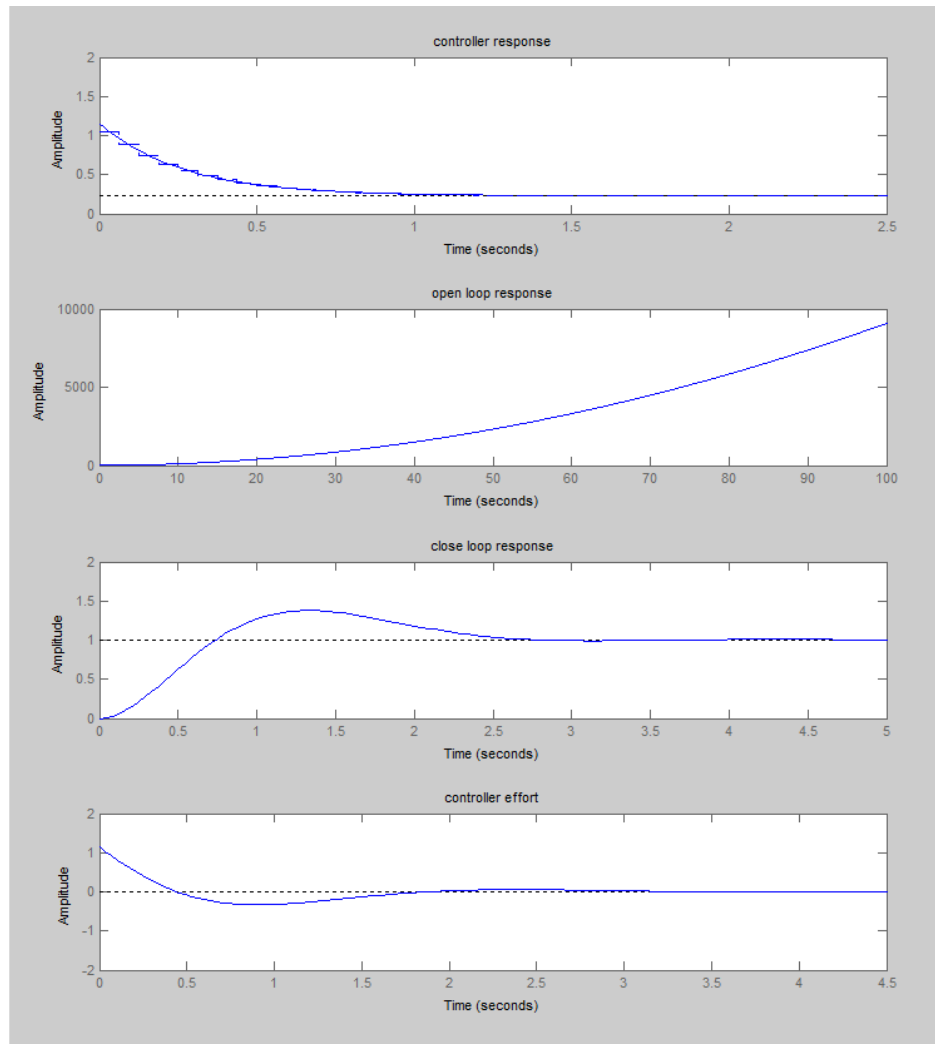 controller response
2
1.5
1
0.5
0
Amplitude
0 0.5 1 1.5 2 2.5
Time (seconds)
open loop response
10000
5000
0
Amplitude
0 10 20 30 40 50 60 70 80 90 100
Time (seconds)
close loop response
2
1.5
1
0.5
0
Amplitude
0 0.5 1 1.5 2 2.5 3 3.5 4 4.5 5
Time (seconds)
controller effort
2
1
0
-1
-2
Amplitude
0 0.5 1 1.5 2 2.5 3 3.5 4 4.5
Time (seconds)